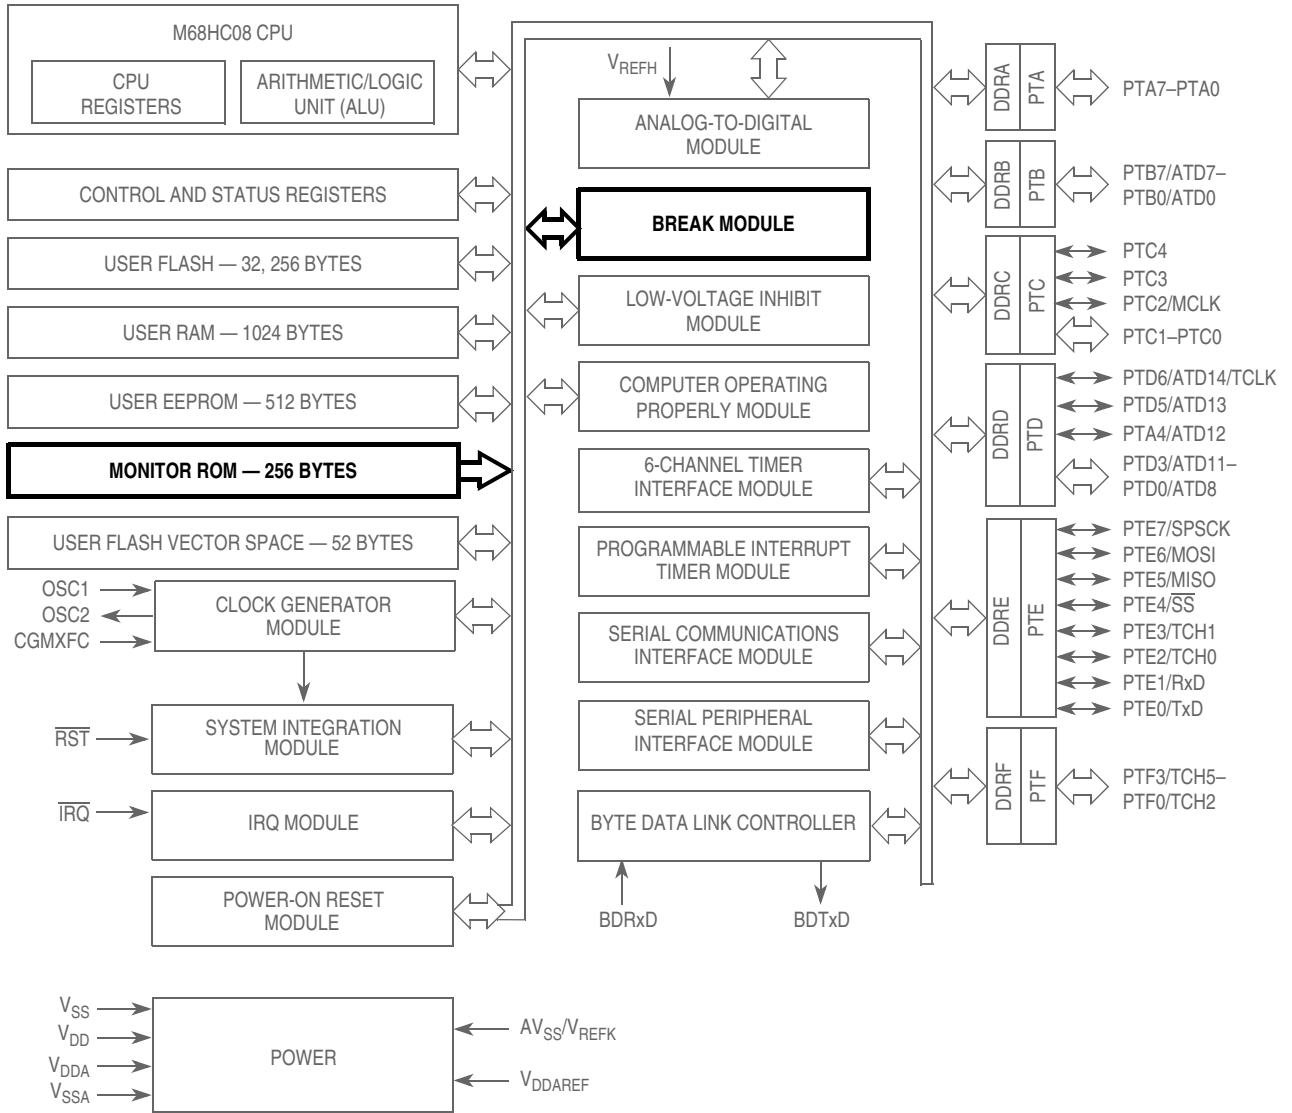 M68HC08 CPU
CPU
REGISTERS
ARITHMETIC/LOGIC
UNIT (ALU)
CONTROL AND STATUS REGISTERS
USER FLASH — 32, 256 BYTES
USER RAM — 1024 BYTES
USER EEPROM — 512 BYTES
MONITOR ROM — 256 BYTES
USER FLASH VECTOR SPACE — 52 BYTES
OSC1
OSC2
CGMXFC
CLOCK GENERATOR
MODULE
RST
SYSTEM INTEGRATION
MODULE
IRQ
IRQ MODULE
POWER-ON RESET
MODULE
VSS
VDD
VDDA
VSSA
POWER
AVSS/VREFK
VDDAREF
VREFH
ANALOG-TO-DIGITAL
MODULE
BREAK MODULE
LOW-VOLTAGE INHIBIT
MODULE
COMPUTER OPERATING
PROPERLY MODULE
6-CHANNEL TIMER
INTERFACE MODULE
PROGRAMMABLE INTERRUPT
TIMER MODULE
SERIAL COMMUNICATIONS
INTERFACE MODULE
SERIAL PERIPHERAL
INTERFACE MODULE
BYTE DATA LINK CONTROLLER
BDRxD
BDTxD
DDRA
PTA
PTA7–PTA0
DDRB
PTB
PTB7/ATD7–
PTB0/ATD0
DDRC
PTC
PTC4
PTC3
PTC2/MCLK
PTC1–PTC0
DDRD
PTD
PTD6/ATD14/TCLK
PTD5/ATD13
PTA4/ATD12
PTD3/ATD11–
PTD0/ATD8
DDRE
PTE
PTE7/SPSCK
PTE6/MOSI
PTE5/MISO
PTE4/SS
PTE3/TCH1
PTE2/TCH0
PTE1/RxD
PTE0/TxD
DDRF
PTF
PTF3/TCH5–
PTF0/TCH2